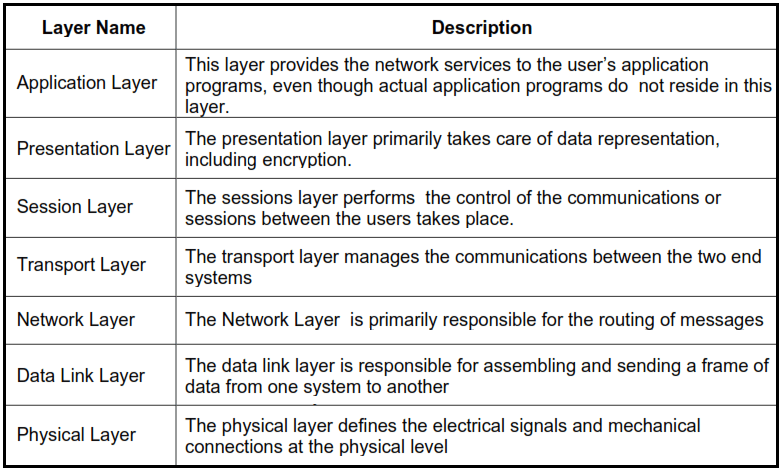 Layer Name Description
Application Layer
This layer provides the network services to the user's application
programs, even though actual application programs do not reside in this
layer.
Presentation Layer
The presentation layer primarily takes care of data representation,
including encryption.
Session Layer
The sessions layer performs the control of the communications or
sessions between the users takes place.
Transport Layer
The transport layer manages the communications between the two end
systems
Network Layer
The Network Layer is primarily responsible for the routing of messages
Data Link Layer
The data link layer is responsible for assembling and sending a frame of
data from one system to another
Physical Layer
The physical layer defines the electrical signals and mechanical
connections at the physical level